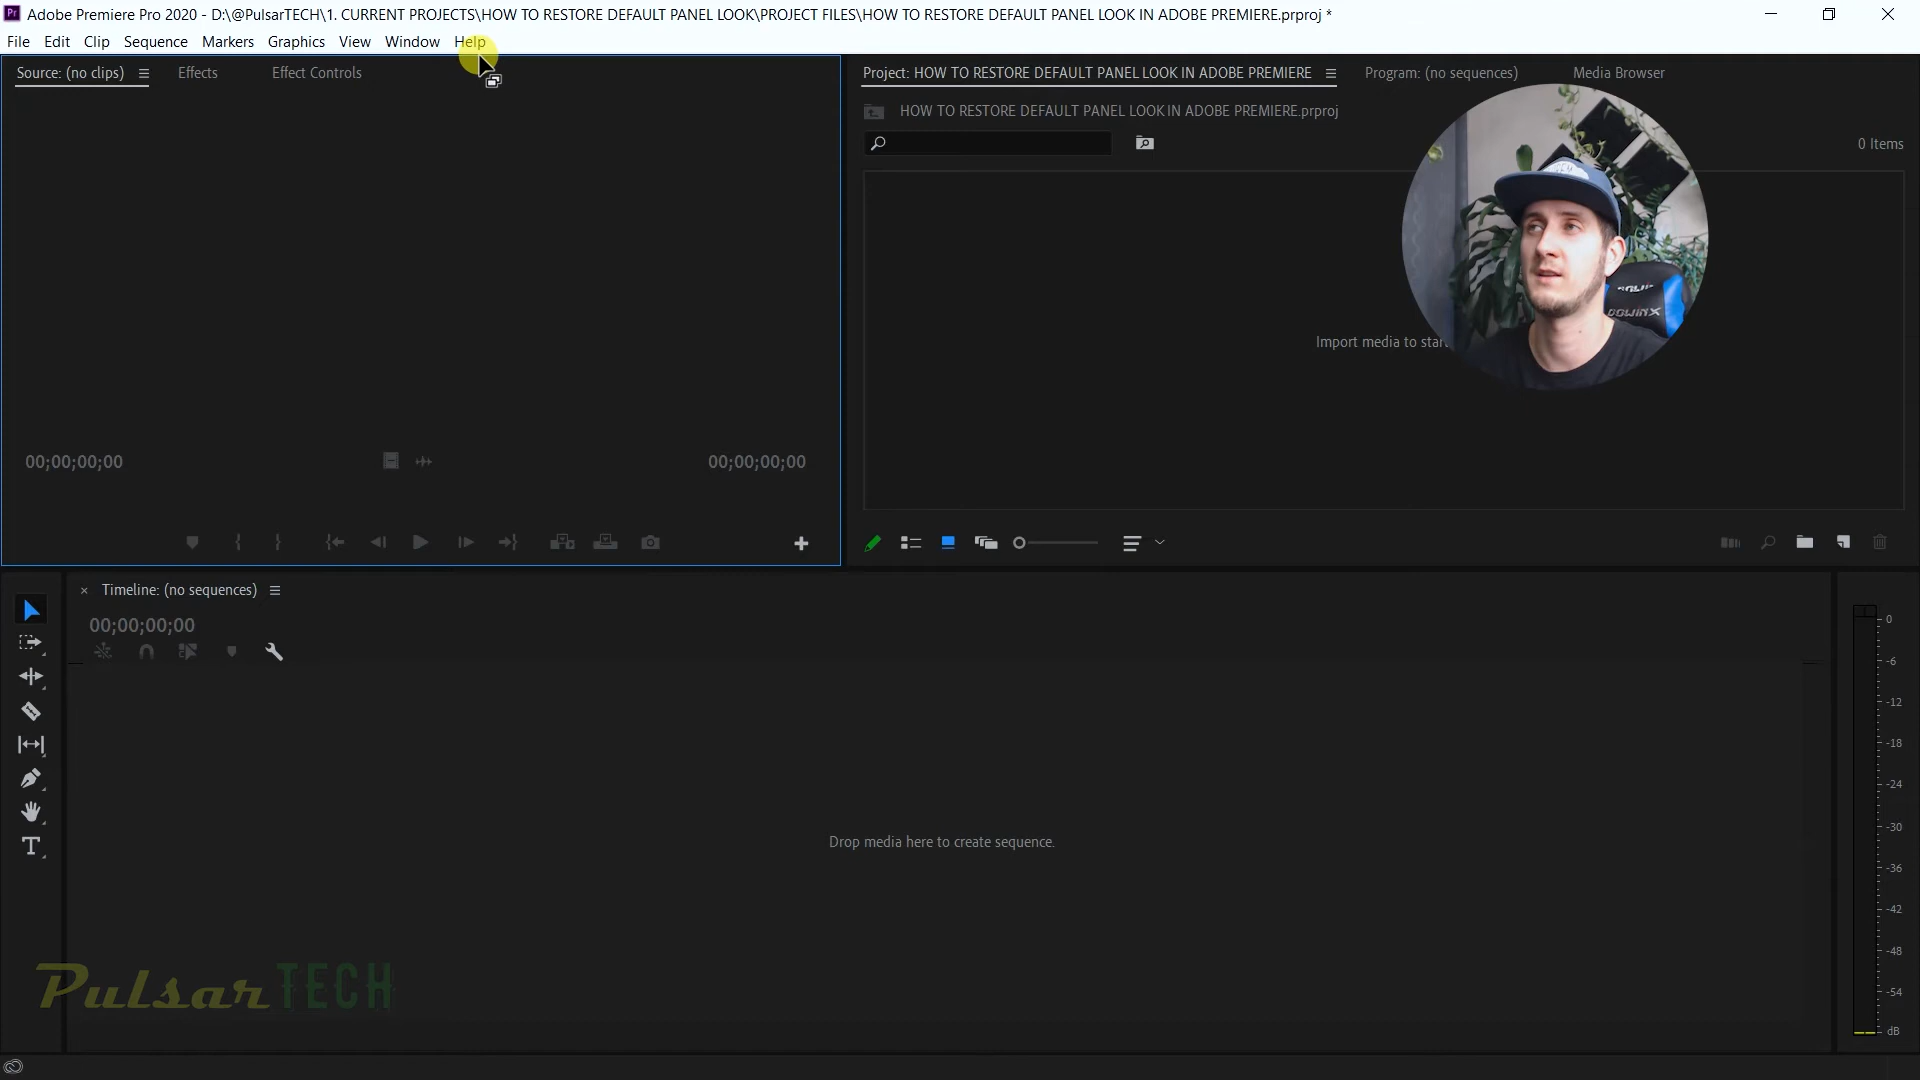 Pr Adobe Premiere Pro 2020 - D:\@PulsarTECH\1. CURRENT PROJECTS\HOW TO RESTORE DEFAULT PANEL LOOK\PROJECT FILES\HOW TO RESTORE DEFAULT PANEL LOOK IN ADOBE PREMIERE.prproj *
File Edit Clip Sequence Markers Graphics View Window Help
Source: (no clips) Effects Effect Controls
Project: HOW TO RESTORE DEFAULT PANEL LOOK IN ADOBE PREMIERE Program: (no sequences) Media Browser
HOW TO RESTORE DEFAULT PANEL LOOK IN ADOBE PREMIERE.prproj
0 Items
Import media to start
DOWINX
00;00;00;00 00;00;00;00
Timeline: (no sequences)
00;00;00;00
Drop media here to create sequence.
0
-6
-12
-18
-24
-30
-36
-42
-48
-54
dB
PulsarTECH